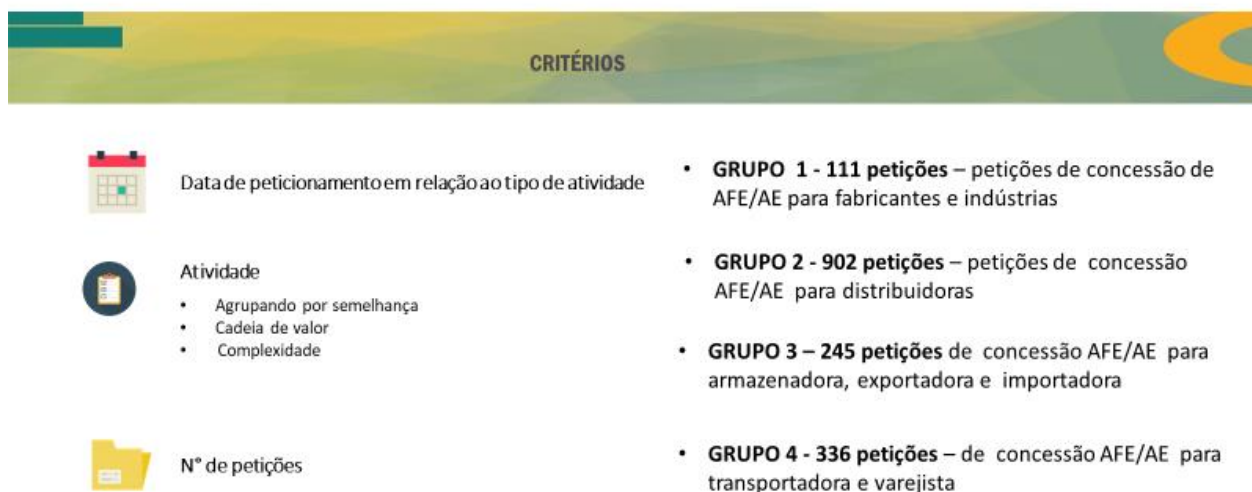 CRITÉRIOS
Data de peticionamento em relação ao tipo de atividade
Atividade
• Agrupando por semelhança
• Cadeia de valor
• Complexidade
N° de petições
• GRUPO 1 - 111 petições – petições de concessão de
AFE/AE para fabricantes e indústrias
• GRUPO 2 - 902 petições – petições de concessão
AFE/AE para distribuidoras
• GRUPO 3 – 245 petições de concessão AFE/AE para
armazenadora, exportadora e importadora
• GRUPO 4 - 336 petições – de concessão AFE/AE para
transportadora e varejista